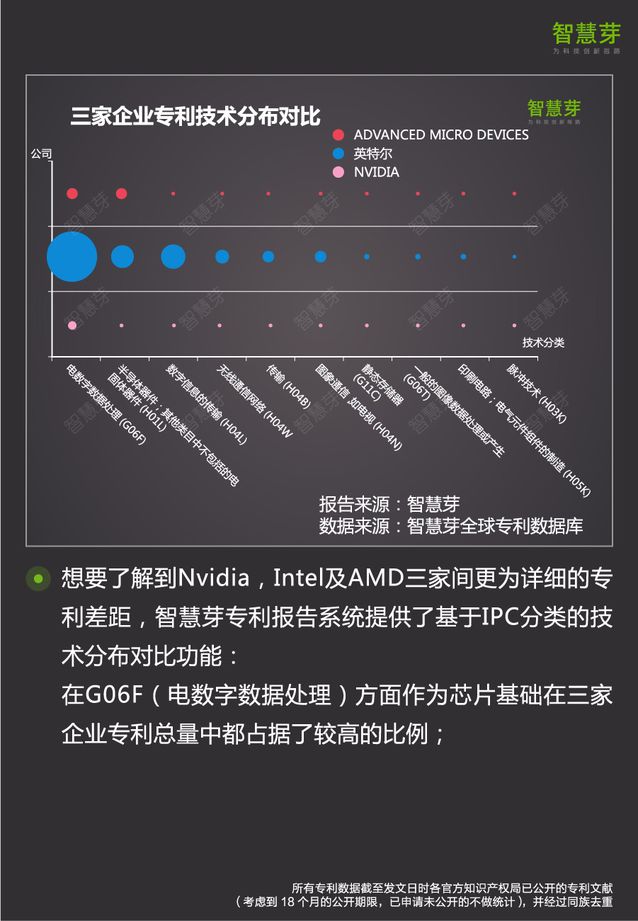 智慧芽
为科技创新指路
三家企业专利技术分布对比
智慧芽
为科技创新指路
ADVANCED MICRO DEVICES
英特尔
NVIDIA
公司
技术分类
电数字数据处理 (G06F)
半导体器件；其他类目中不包括的电
固体器件 (H01L)
数字信息的传输 (H04L)
无线通信网络 (H04W
传输 (H04B)
图象通信 ,如电视 (H04N)
静态存储器
(G11C)
一般的图像数据处理或产生
(G06T)
印刷电路；电气元件组件的制造 (H05K)
脉冲技术 (H03K)
报告来源：智慧芽
数据来源：智慧芽全球专利数据库
想要了解到Nvidia，Intel及AMD三家间更为详细的专
利差距，智慧芽专利报告系统提供了基于IPC分类的技
术分布对比功能：
在G06F（电数字数据处理）方面作为芯片基础在三家
企业专利总量中都占据了较高的比例；
所有专利数据截至发文日时各官方知识产权局已公开的专利文献
（考虑到 18 个月的公开期限，已申请未公开的不做统计），并经过同族去重